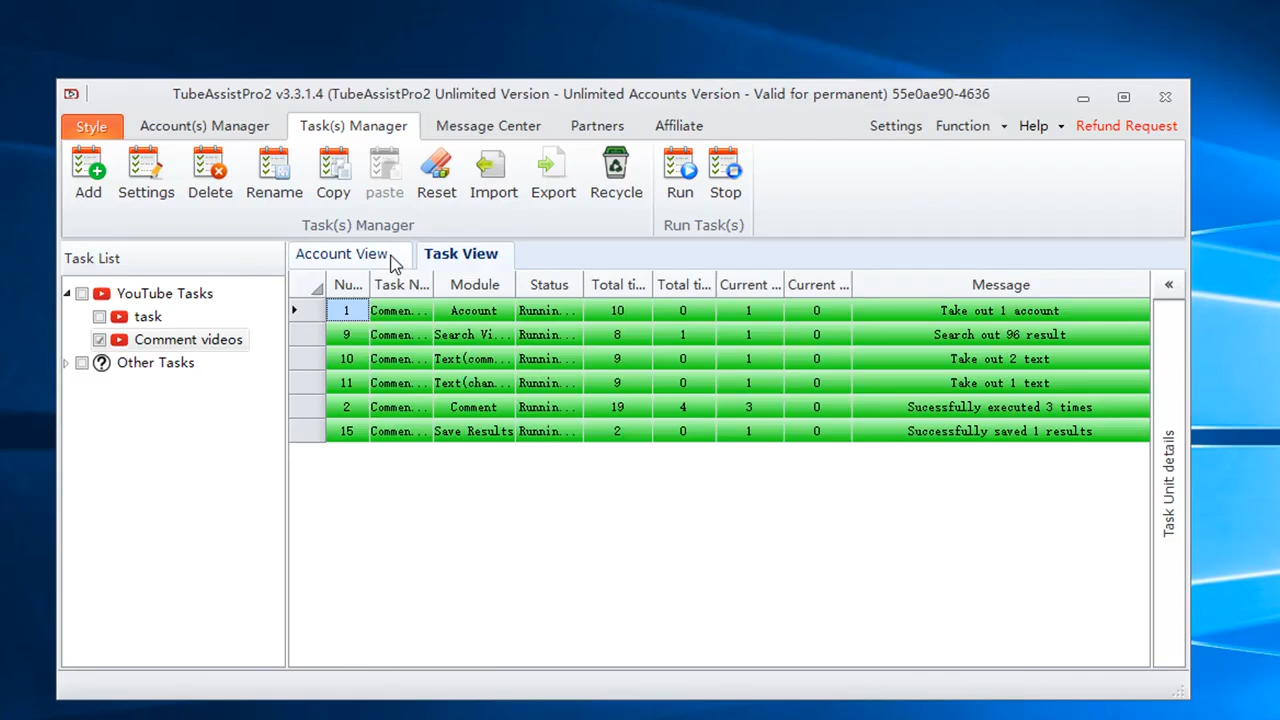 TubeAssistPro2 v3.3.1.4 (TubeAssistPro2 Unlimited Version - Unlimited Accounts Version - Valid for permanent) 55e0ae90-4636
Style Account(s) Manager Task(s) Manager Message Center Partners Affiliate Settings Function Help Refund Request
Add Settings Delete Rename Copy paste Reset Import Export Recycle Run Stop
Task(s) Manager Run Task(s)
Task List Account View Task View
Nu... Task N... Module Status Total ti... Total ti... Current ... Current ... Message «
YouTube Tasks
task
Comment videos
Other Tasks
1 Commen... Account Runnin... 10 0 1 0 Take out 1 account
9 Commen... Search Vi... Runnin... 8 1 1 0 Search out 96 result
10 Commen... Text(comm... Runnin... 9 0 1 0 Take out 2 text
11 Commen... Text(chan... Runnin... 9 0 1 0 Take out 1 text
2 Commen... Comment Runnin... 19 4 3 0 Sucessfully executed 3 times
15 Commen... Save Results Runnin... 2 0 1 0 Successfully saved 1 results
Task Unit details